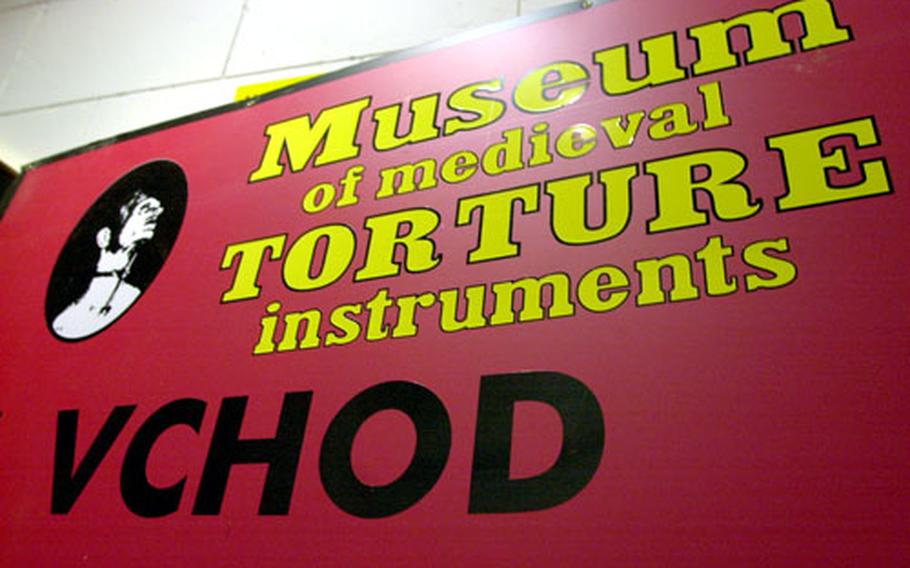 Museum
of medieval
TORTURE
instruments
VCHOD